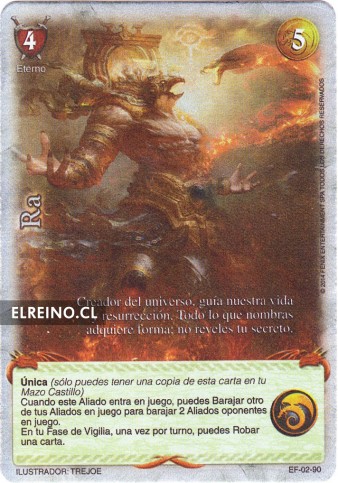 4
5
Eterno
Ra
© 2014 FENIX ENTERTAINMENT SPA TODOS LOS DERECHOS RESERVADOS
ELREINO.CL
Creador del universo, guía nuestra vida
resurrección. Todo lo que nombras
adquiere forma; no reveles tu secreto.
Única (sólo puedes tener una copia de esta carta en tu
Mazo Castillo)
Cuando este Aliado entra en juego, puedes Barajar otro
de tus Aliados en juego para barajar 2 Aliados oponentes
en juego.
En tu Fase de Vigilia, una vez por turno, puedes Robar
una carta.
ILUSTRADOR: TREJOE
EF-02-90